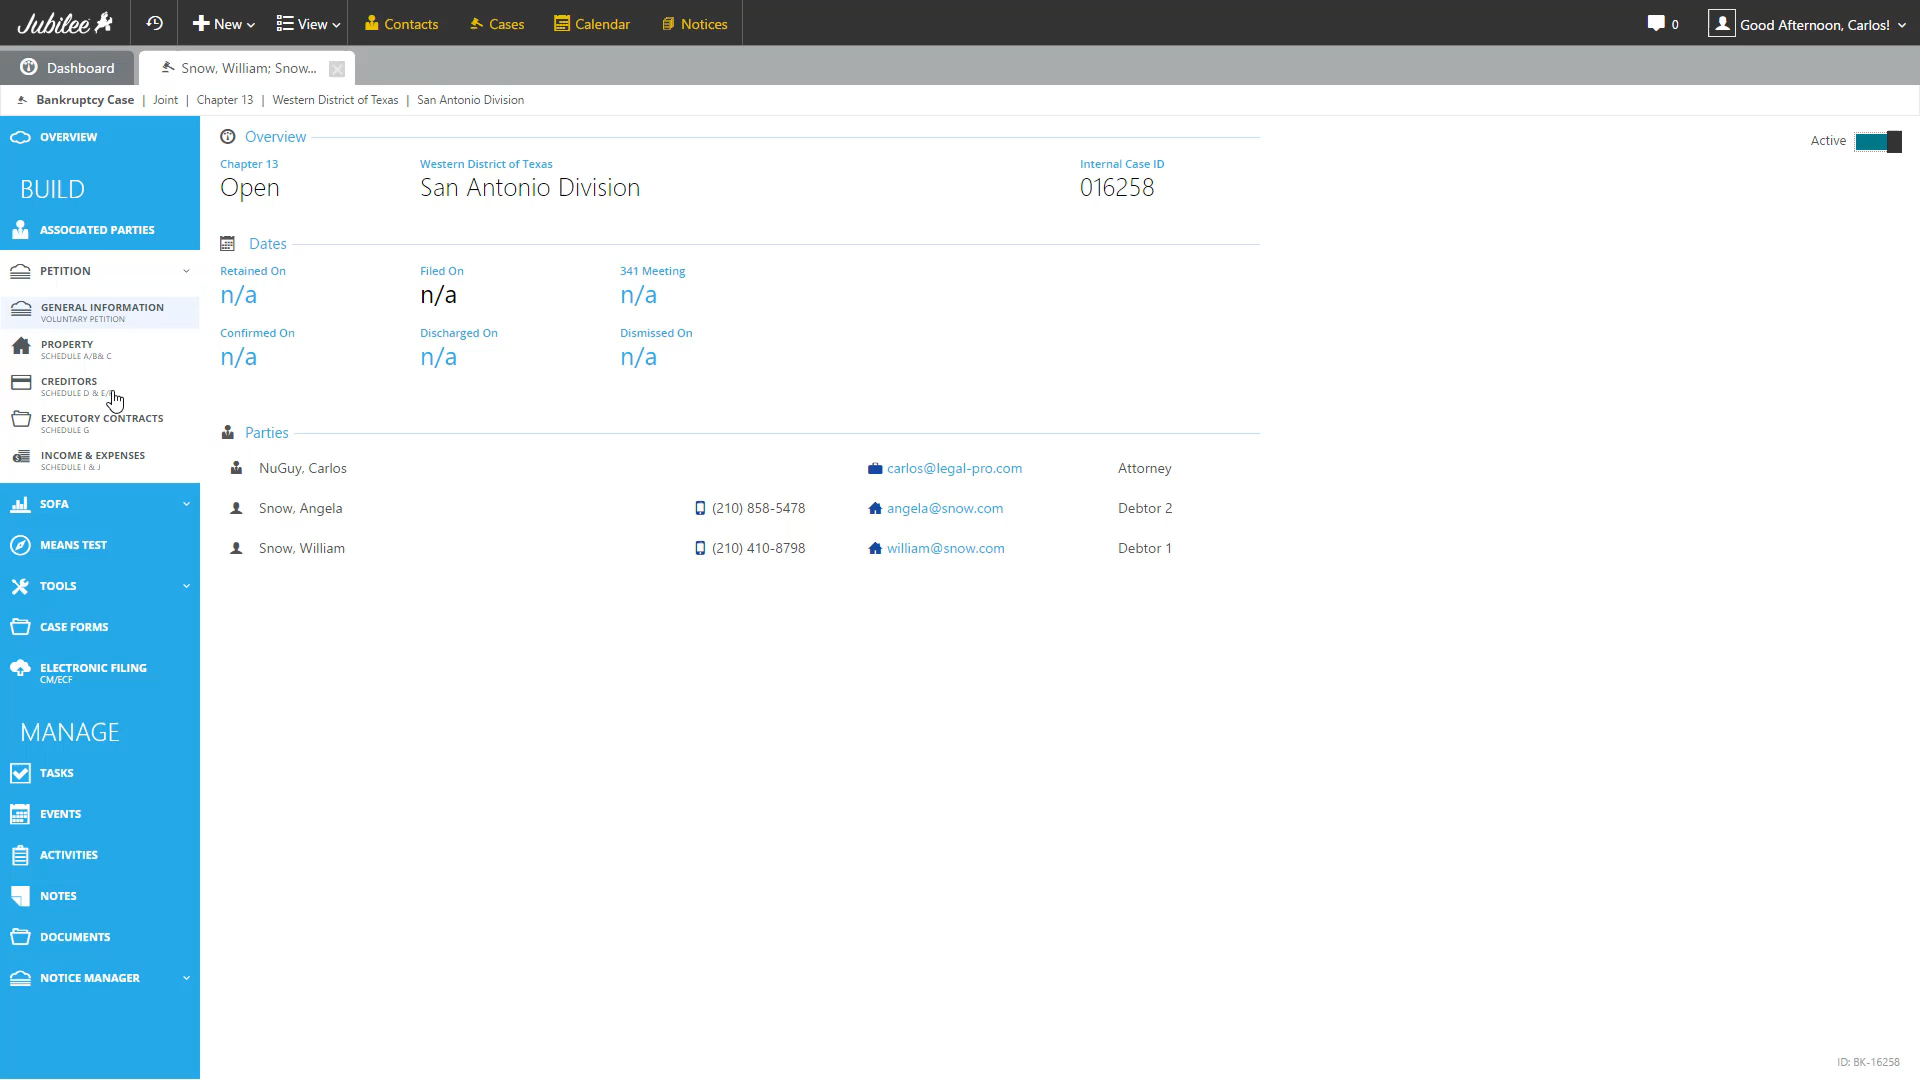 Jubilee New View Contacts Cases Calendar Notices 0 Good Afternoon, Carlos!
Dashboard Snow, William; Snow...
Bankruptcy Case | Joint | Chapter 13 | Western District of Texas | San Antonio Division
OVERVIEW
BUILD
ASSOCIATED PARTIES
PETITION
GENERAL INFORMATION
VOLUNTARY PETITION
PROPERTY
SCHEDULE A/B& C
CREDITORS
SCHEDULE D & E/
EXECUTORY CONTRACTS
SCHEDULE G
INCOME & EXPENSES
SCHEDULE I & J
SOFA
MEANS TEST
TOOLS
CASE FORMS
ELECTRONIC FILING
CM/ECF
MANAGE
TASKS
EVENTS
ACTIVITIES
NOTES
DOCUMENTS
NOTICE MANAGER
Overview
Active
Chapter 13 Western District of Texas Internal Case ID
Open San Antonio Division 016258
Dates
Retained On Filed On 341 Meeting
n/a n/a n/a
Confirmed On Discharged On Dismissed On
n/a n/a n/a
Parties
NuGuy, Carlos carlos@legal-pro.com Attorney
Snow, Angela (210) 858-5478 angela@snow.com Debtor 2
Snow, William (210) 410-8798 william@snow.com Debtor 1
ID: BK-16258